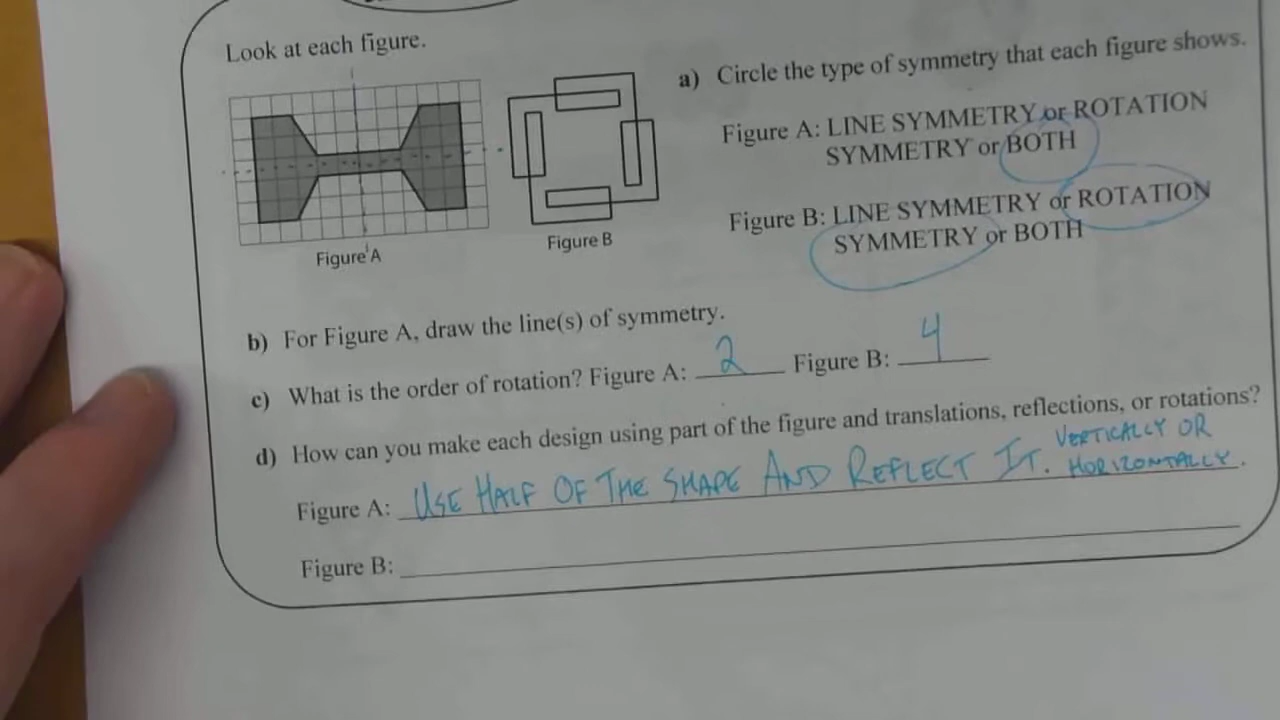 Look at each figure.
Figure A
Figure B
a) Circle the type of symmetry that each figure shows.
Figure A: LINE SYMMETRY or ROTATION
SYMMETRY or BOTH
Figure B: LINE SYMMETRY or ROTATION
SYMMETRY or BOTH
b) For Figure A, draw the line(s) of symmetry.
c) What is the order of rotation? Figure A: 2 Figure B: 4
d) How can you make each design using part of the figure and translations, reflections, or rotations?
Figure A: USE HALF OF THE SHAPE AND REFLECT IT. VERTICALLY OR
HORIZONTALLY.
Figure B: